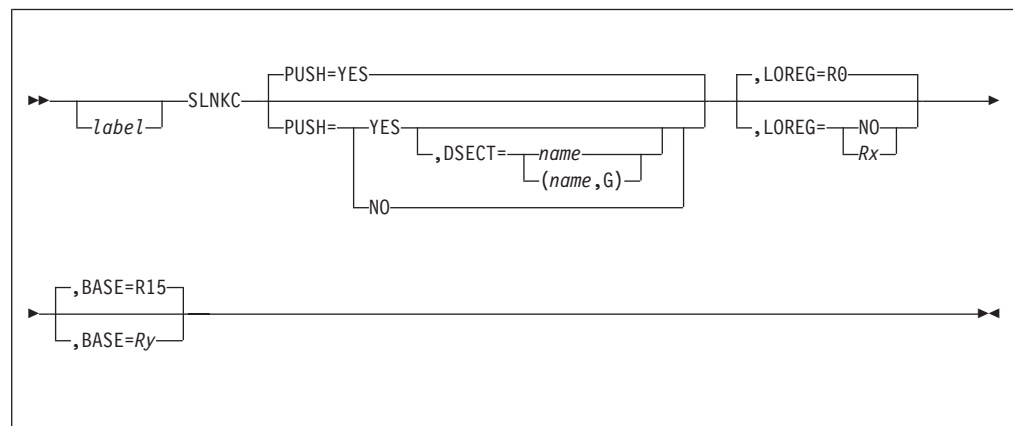 PUSH=YES ,LOREG=R0
label SLNKC PUSH= YES ,LOREG= NO
,DSECT= name Rx
(name,G)
NO
,BASE=R15
,BASE=Ry